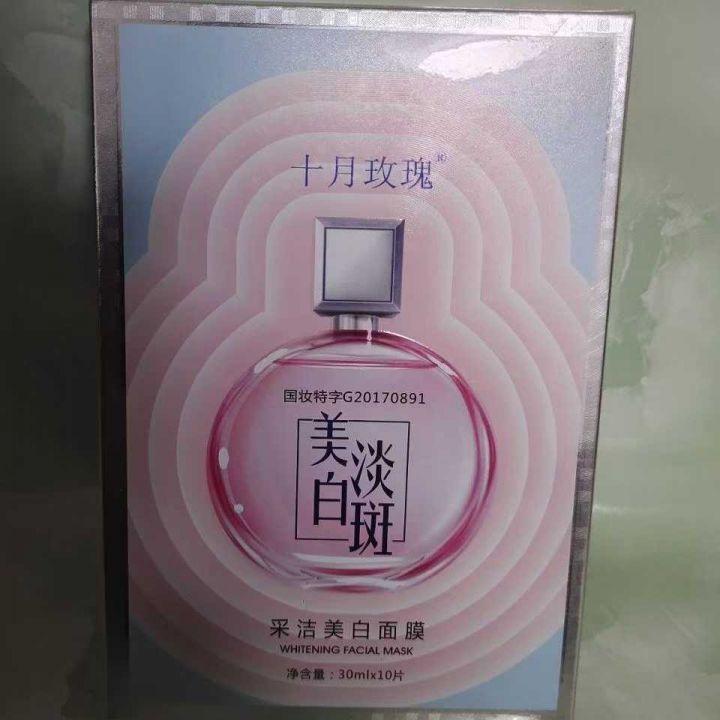 十月玫瑰®
国妆特字G20170891
美白
淡斑
采洁美白面膜
WHITENING FACIAL MASK
净含量：30mlx10片